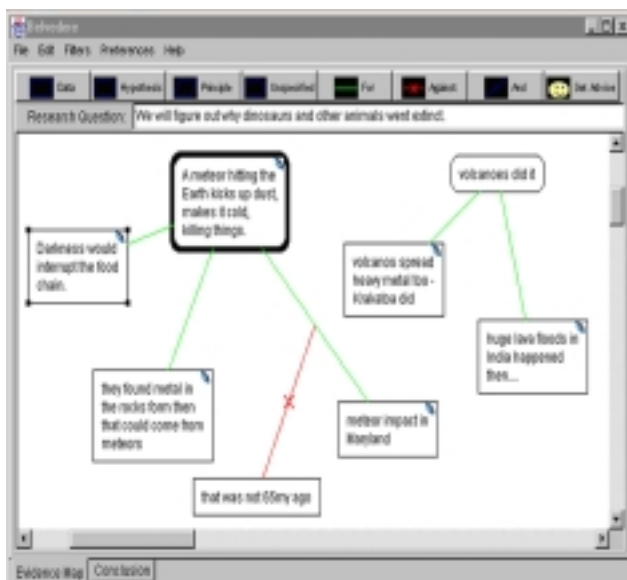 Belvedere
File Edit Filters Preferences Help
Data Hypothesis Principle Unspecified For Against And Get Advice
Research Question: We will figure out why dinosaurs and other animals went extinct.
A meteor hitting the
Earth kicks up dust,
makes it cold,
killing things.
volcanoes did it
Darkness would
interrupt the food
chain.
volcanos spread
heavy metal too -
Krakatoa did
huge lava floods in
India happened
then....
they found metal in
the rocks form then
that could come from
meteors
meteor impact in
Maryland
that was not 65my ago
Evidence Map Conclusion